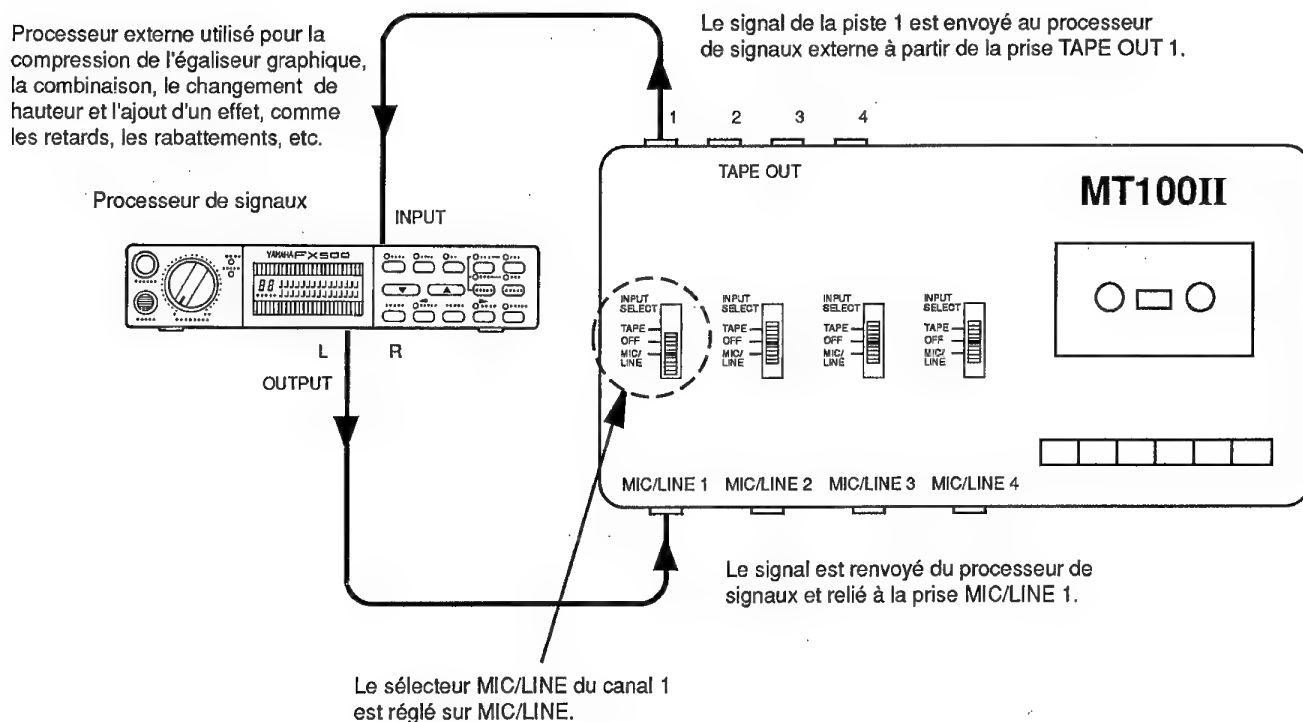 Processeur externe utilisé pour la
compression de l'égaliseur graphique,
la combinaison, le changement de
hauteur et l'ajout d'un effet, comme
les retards, les rabattements, etc.
Le signal de la piste 1 est envoyé au processeur
de signaux externe à partir de la prise TAPE OUT 1.
1 2 3 4
TAPE OUT
MT100II
Processeur de signaux
INPUT
YAMAHA FX500
L R
OUTPUT
INPUT SELECT
TAPE
OFF
MIC/
LINE
INPUT SELECT
TAPE
OFF
MIC/
LINE
INPUT SELECT
TAPE
OFF
MIC/
LINE
INPUT SELECT
TAPE
OFF
MIC/
LINE
MIC/LINE 1 MIC/LINE 2 MIC/LINE 3 MIC/LINE 4
Le signal est renvoyé du processeur de
signaux et relié à la prise MIC/LINE 1.
Le sélecteur MIC/LINE du canal 1
est réglé sur MIC/LINE.